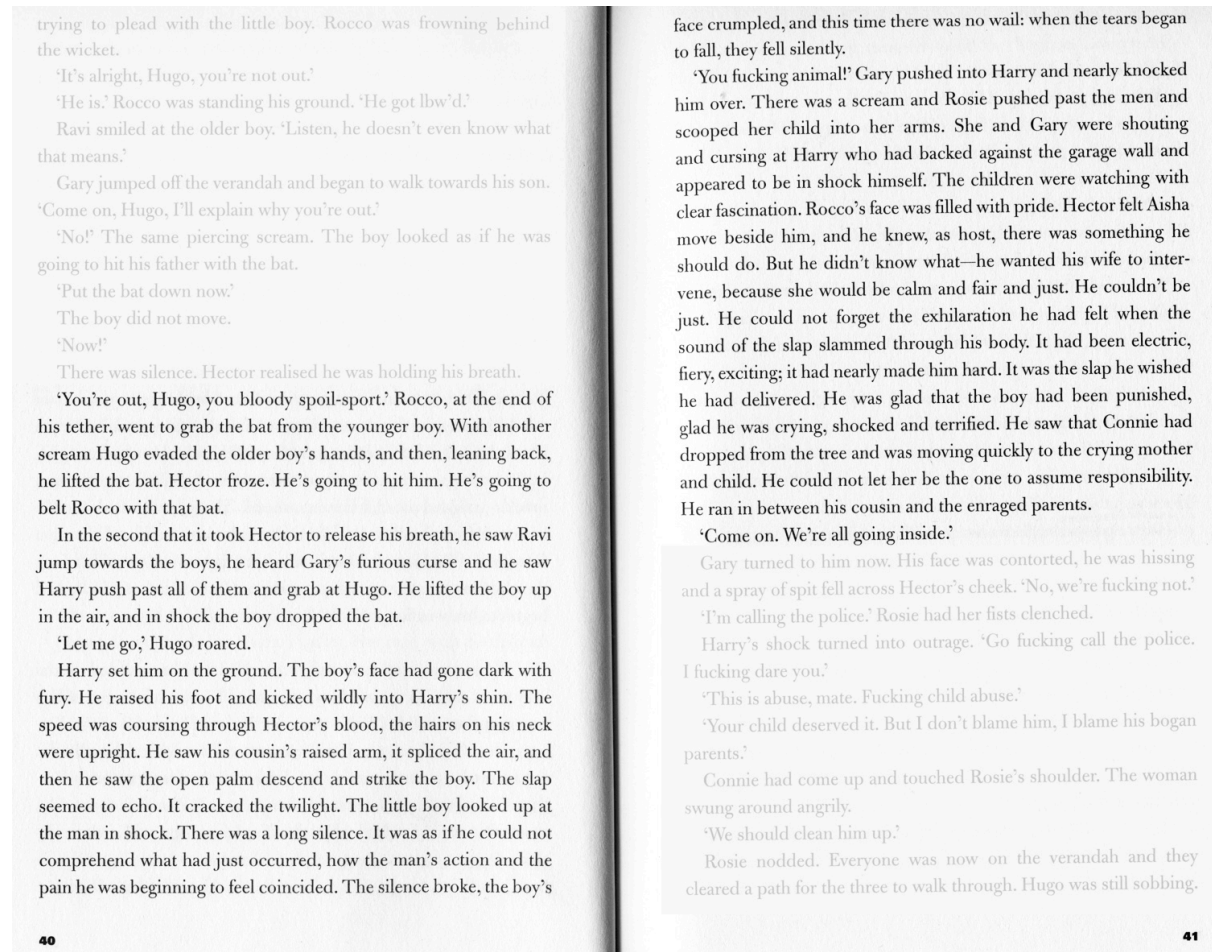 trying to plead with the little boy. Rocco was frowning behind
the wicket.
‘It’s alright, Hugo, you’re not out.’
‘He is.’ Rocco was standing his ground. ‘He got lbw’d.’
Ravi smiled at the older boy. ‘Listen, he doesn’t even know what
that means.’
Gary jumped off the verandah and began to walk towards his son.
‘Come on, Hugo, I’ll explain why you’re out.’
‘No!’ The same piercing scream. The boy looked as if he was
going to hit his father with the bat.
‘Put the bat down now.’
The boy did not move.
‘Now!’
There was silence. Hector realised he was holding his breath.
‘You’re out, Hugo, you bloody spoil-sport.’ Rocco, at the end of
his tether, went to grab the bat from the younger boy. With another
scream Hugo evaded the older boy’s hands, and then, leaning back,
he lifted the bat. Hector froze. He’s going to hit him. He’s going to
belt Rocco with that bat.
In the second that it took Hector to release his breath, he saw Ravi
jump towards the boys, he heard Gary’s furious curse and he saw
Harry push past all of them and grab at Hugo. He lifted the boy up
in the air, and in shock the boy dropped the bat.
‘Let me go,’ Hugo roared.
Harry set him on the ground. The boy’s face had gone dark with
fury. He raised his foot and kicked wildly into Harry’s shin. The
speed was coursing through Hector’s blood, the hairs on his neck
were upright. He saw his cousin’s raised arm, it spliced the air, and
then he saw the open palm descend and strike the boy. The slap
seemed to echo. It cracked the twilight. The little boy looked up at
the man in shock. There was a long silence. It was as if he could not
comprehend what had just occurred, how the man’s action and the
pain he was beginning to feel coincided. The silence broke, the boy’s
40
face crumpled, and this time there was no wail: when the tears began
to fall, they fell silently.
‘You fucking animal!’ Gary pushed into Harry and nearly knocked
him over. There was a scream and Rosie pushed past the men and
scooped her child into her arms. She and Gary were shouting
and cursing at Harry who had backed against the garage wall and
appeared to be in shock himself. The children were watching with
clear fascination. Rocco’s face was filled with pride. Hector felt Aisha
move beside him, and he knew, as host, there was something he
should do. But he didn’t know what—he wanted his wife to inter-
vene, because she would be calm and fair and just. He couldn’t be
just. He could not forget the exhilaration he had felt when the
sound of the slap slammed through his body. It had been electric,
fiery, exciting; it had nearly made him hard. It was the slap he wished
he had delivered. He was glad that the boy had been punished,
glad he was crying, shocked and terrified. He saw that Connie had
dropped from the tree and was moving quickly to the crying mother
and child. He could not let her be the one to assume responsibility.
He ran in between his cousin and the enraged parents.
‘Come on. We’re all going inside.’
Gary turned to him now. His face was contorted, he was hissing
and a spray of spit fell across Hector’s cheek. ‘No, we’re fucking not.’
‘I’m calling the police.’ Rosie had her fists clenched.
Harry’s shock turned into outrage. ‘Go fucking call the police.
I fucking dare you.’
‘This is abuse, mate. Fucking child abuse.’
‘Your child deserved it. But I don’t blame him, I blame his bogan
parents.’
Connie had come up and touched Rosie’s shoulder. The woman
swung around angrily.
‘We should clean him up.’
Rosie nodded. Everyone was now on the verandah and they
cleared a path for the three to walk through. Hugo was still sobbing.
41